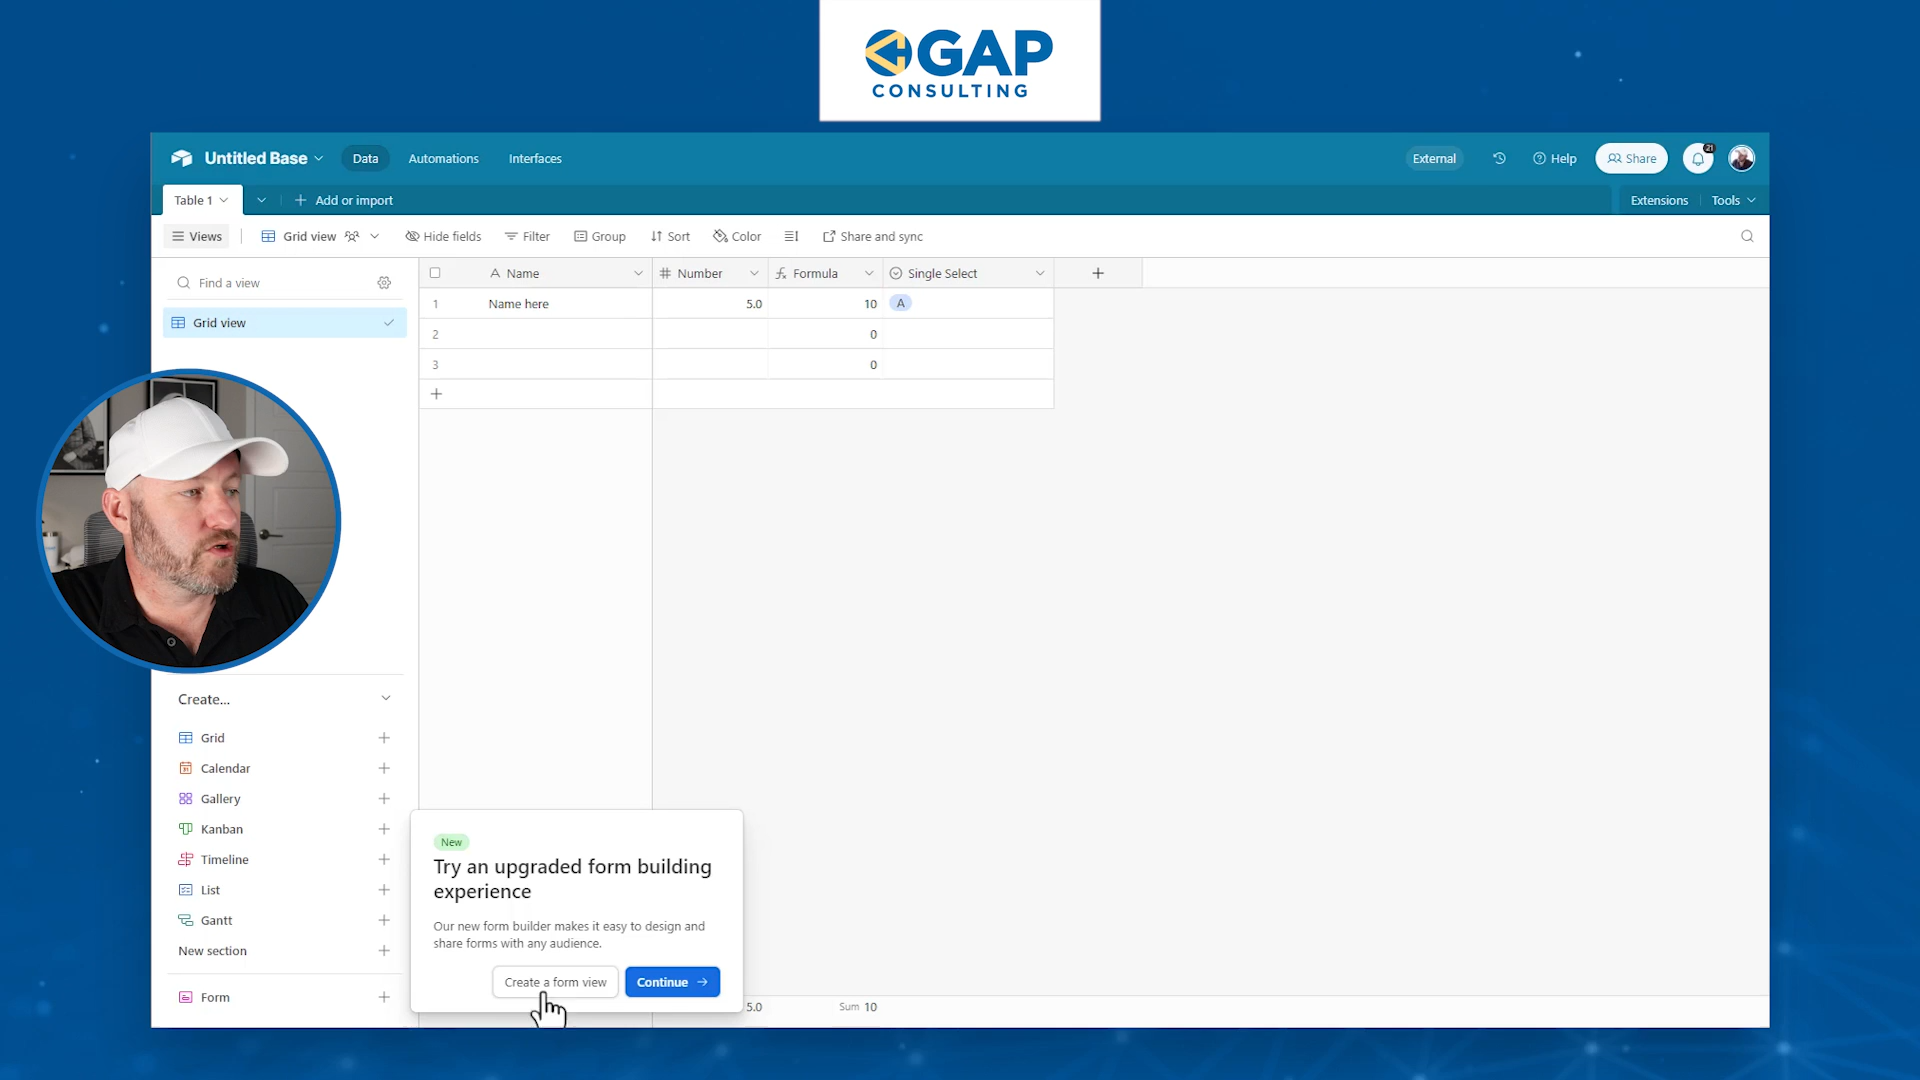 GAP
CONSULTING
Untitled Base
Data
Automations
Interfaces
External
Help
Share
21
Table 1
Add or import
Extensions
Tools
Views
Grid view
Hide fields
Filter
Group
Sort
Color
Share and sync
Find a view
Grid view
Name
Number
Formula
Single Select
1
Name here
5.0
10
A
2
0
3
0
Create...
Grid
Calendar
Gallery
Kanban
Timeline
List
Gantt
New section
Form
New
Try an upgraded form building
experience
Our new form builder makes it easy to design and
share forms with any audience.
Create a form view
Continue
5.0
Sum 10